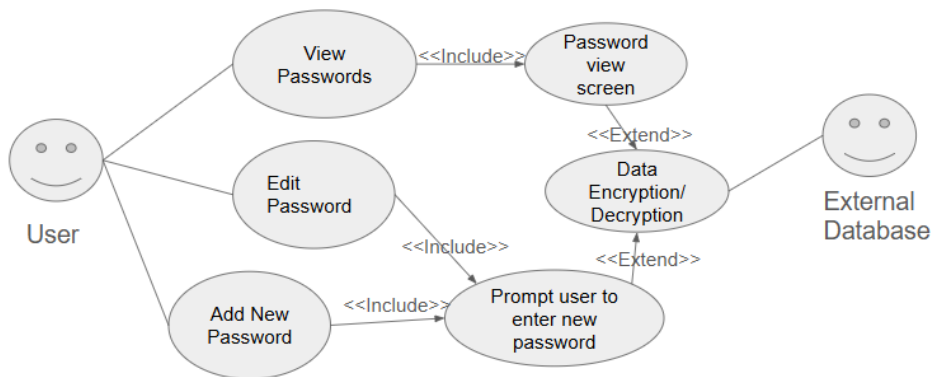 View
Passwords
<<Include>>
Password
view
screen
<<Extend>>
Edit
Password
Data
Encryption/
Decryption
User
External
Database
<<Include>>
<<Extend>>
Add New
Password
<<Include>>
Prompt user to
enter new
password